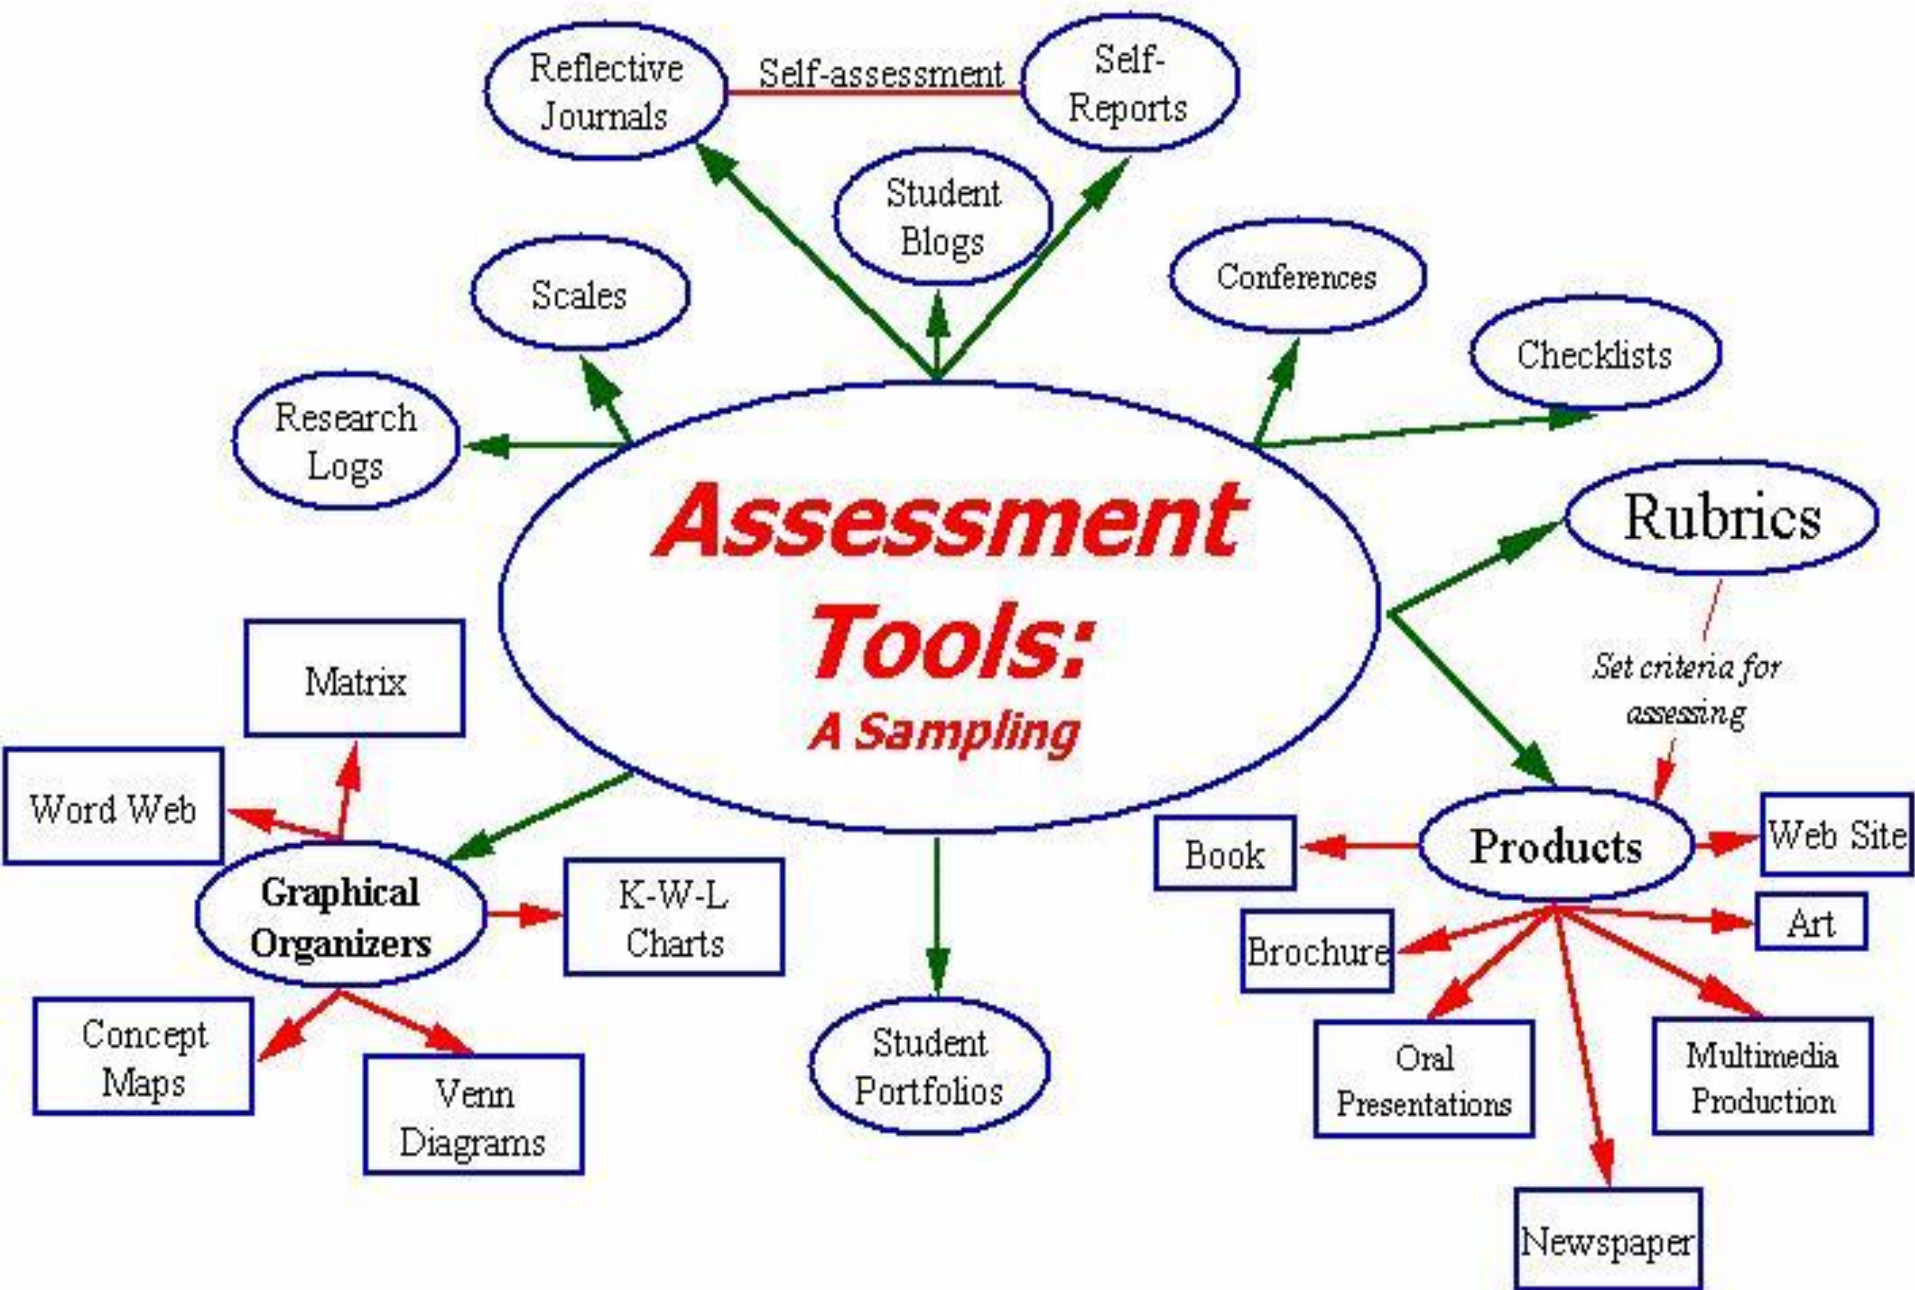 Reflective
Journals
Self-assessment
Self-
Reports
Student
Blogs
Scales
Conferences
Checklists
Research
Logs
Rubrics
Assessment
Tools:
A Sampling
Set criteria for
assessing
Matrix
Word Web
Graphical
Organizers
K-W-L
Charts
Concept
Maps
Venn
Diagrams
Student
Portfolios
Products
Book
Web Site
Brochure
Art
Oral
Presentations
Multimedia
Production
Newspaper